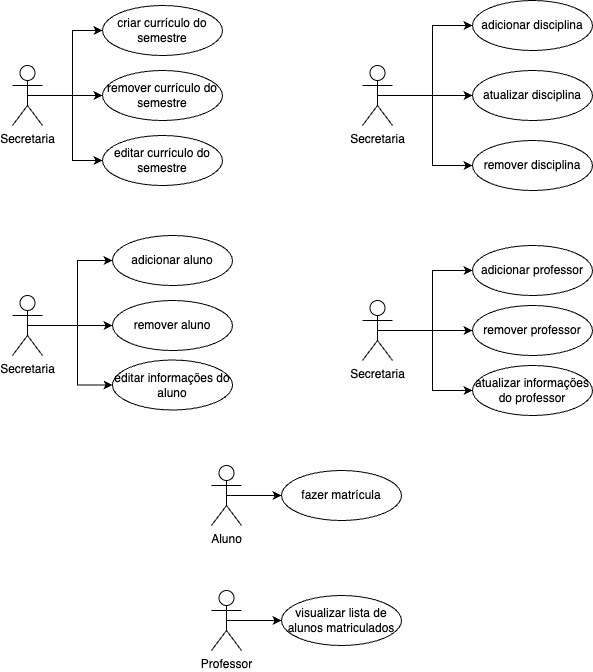 criar currículo do
semestre
remover currículo do
semestre
Secretaria
editar currículo do
semestre
adicionar disciplina
atualizar disciplina
Secretaria
remover disciplina
adicionar aluno
remover aluno
Secretaria
editar informações do
aluno
adicionar professor
remover professor
Secretaria
atualizar informações
do professor
fazer matrícula
Aluno
visualizar lista de
alunos matriculados
Professor